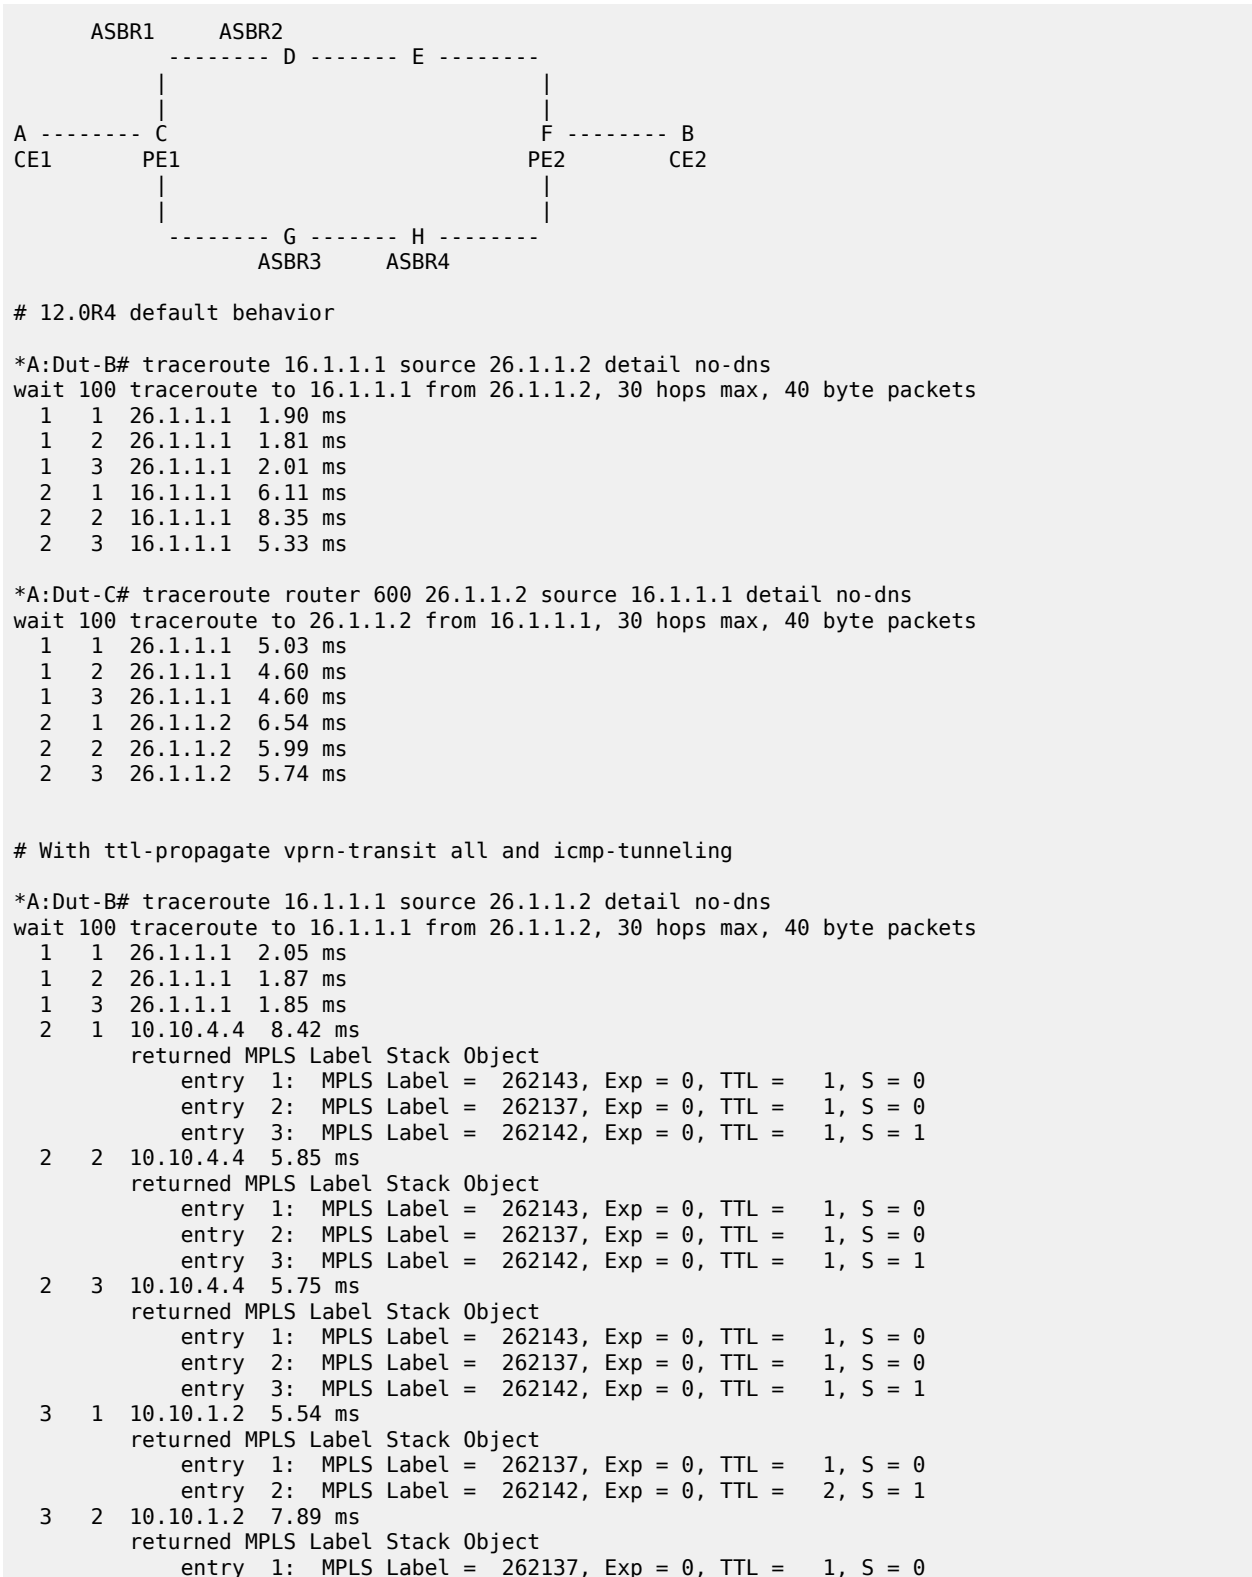 ASBR1     ASBR2
            -------- D ------- E --------
           |                             |
           |                             |
A -------- C                             F -------- B
CE1       PE1                           PE2       CE2
           |                             |
           |                             |
            -------- G ------- H --------
                   ASBR3     ASBR4
# 12.0R4 default behavior
*A:Dut-B# traceroute 16.1.1.1 source 26.1.1.2 detail no-dns
wait 100 traceroute to 16.1.1.1 from 26.1.1.2, 30 hops max, 40 byte packets
  1   1  26.1.1.1  1.90 ms
  1   2  26.1.1.1  1.81 ms
  1   3  26.1.1.1  2.01 ms
  2   1  16.1.1.1  6.11 ms
  2   2  16.1.1.1  8.35 ms
  2   3  16.1.1.1  5.33 ms
*A:Dut-C# traceroute router 600 26.1.1.2 source 16.1.1.1 detail no-dns
wait 100 traceroute to 26.1.1.2 from 16.1.1.1, 30 hops max, 40 byte packets
  1   1  26.1.1.1  5.03 ms
  1   2  26.1.1.1  4.60 ms
  1   3  26.1.1.1  4.60 ms
  2   1  26.1.1.2  6.54 ms
  2   2  26.1.1.2  5.99 ms
  2   3  26.1.1.2  5.74 ms
# With ttl-propagate vprn-transit all and icmp-tunneling
*A:Dut-B# traceroute 16.1.1.1 source 26.1.1.2 detail no-dns
wait 100 traceroute to 16.1.1.1 from 26.1.1.2, 30 hops max, 40 byte packets
  1   1  26.1.1.1  2.05 ms
  1   2  26.1.1.1  1.87 ms
  1   3  26.1.1.1  1.85 ms
  2   1  10.10.4.4  8.42 ms
         returned MPLS Label Stack Object
             entry  1:  MPLS Label =  262143, Exp = 0, TTL =   1, S = 0
             entry  2:  MPLS Label =  262137, Exp = 0, TTL =   1, S = 0
             entry  3:  MPLS Label =  262142, Exp = 0, TTL =   1, S = 1
  2   2  10.10.4.4  5.85 ms
         returned MPLS Label Stack Object
             entry  1:  MPLS Label =  262143, Exp = 0, TTL =   1, S = 0
             entry  2:  MPLS Label =  262137, Exp = 0, TTL =   1, S = 0
             entry  3:  MPLS Label =  262142, Exp = 0, TTL =   1, S = 1
  2   3  10.10.4.4  5.75 ms
         returned MPLS Label Stack Object
             entry  1:  MPLS Label =  262143, Exp = 0, TTL =   1, S = 0
             entry  2:  MPLS Label =  262137, Exp = 0, TTL =   1, S = 0
             entry  3:  MPLS Label =  262142, Exp = 0, TTL =   1, S = 1
  3   1  10.10.1.2  5.54 ms
         returned MPLS Label Stack Object
             entry  1:  MPLS Label =  262137, Exp = 0, TTL =   1, S = 0
             entry  2:  MPLS Label =  262142, Exp = 0, TTL =   2, S = 1
  3   2  10.10.1.2  7.89 ms
         returned MPLS Label Stack Object
             entry  1:  MPLS Label =  262137, Exp = 0, TTL =   1, S = 0